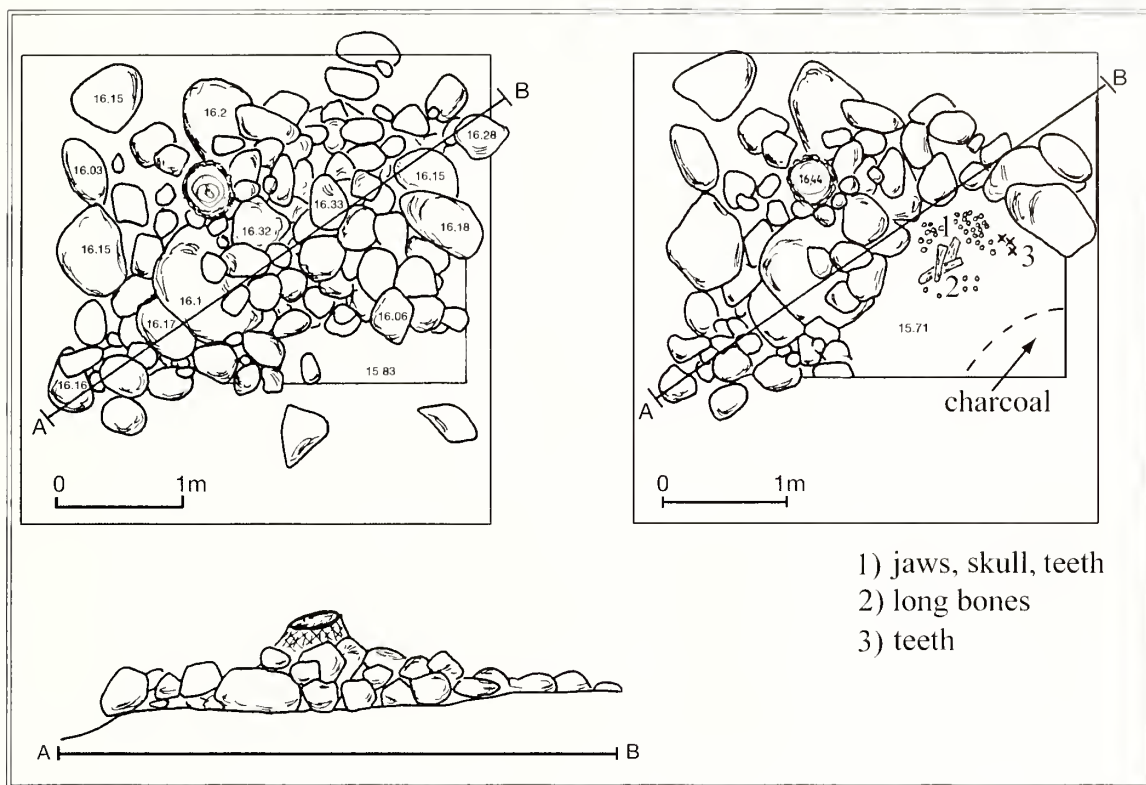 16.15
16.2
B
16.28
16.03
16.15
16.33
16.32
16.18
16.15
16.1
16.17
16.06
16.16
15 83
A
0 1m
B
16,44
1
3
2
15.71
charcoal
A
0 1m
1) jaws, skull, teeth
2) long bones
3) teeth
A B